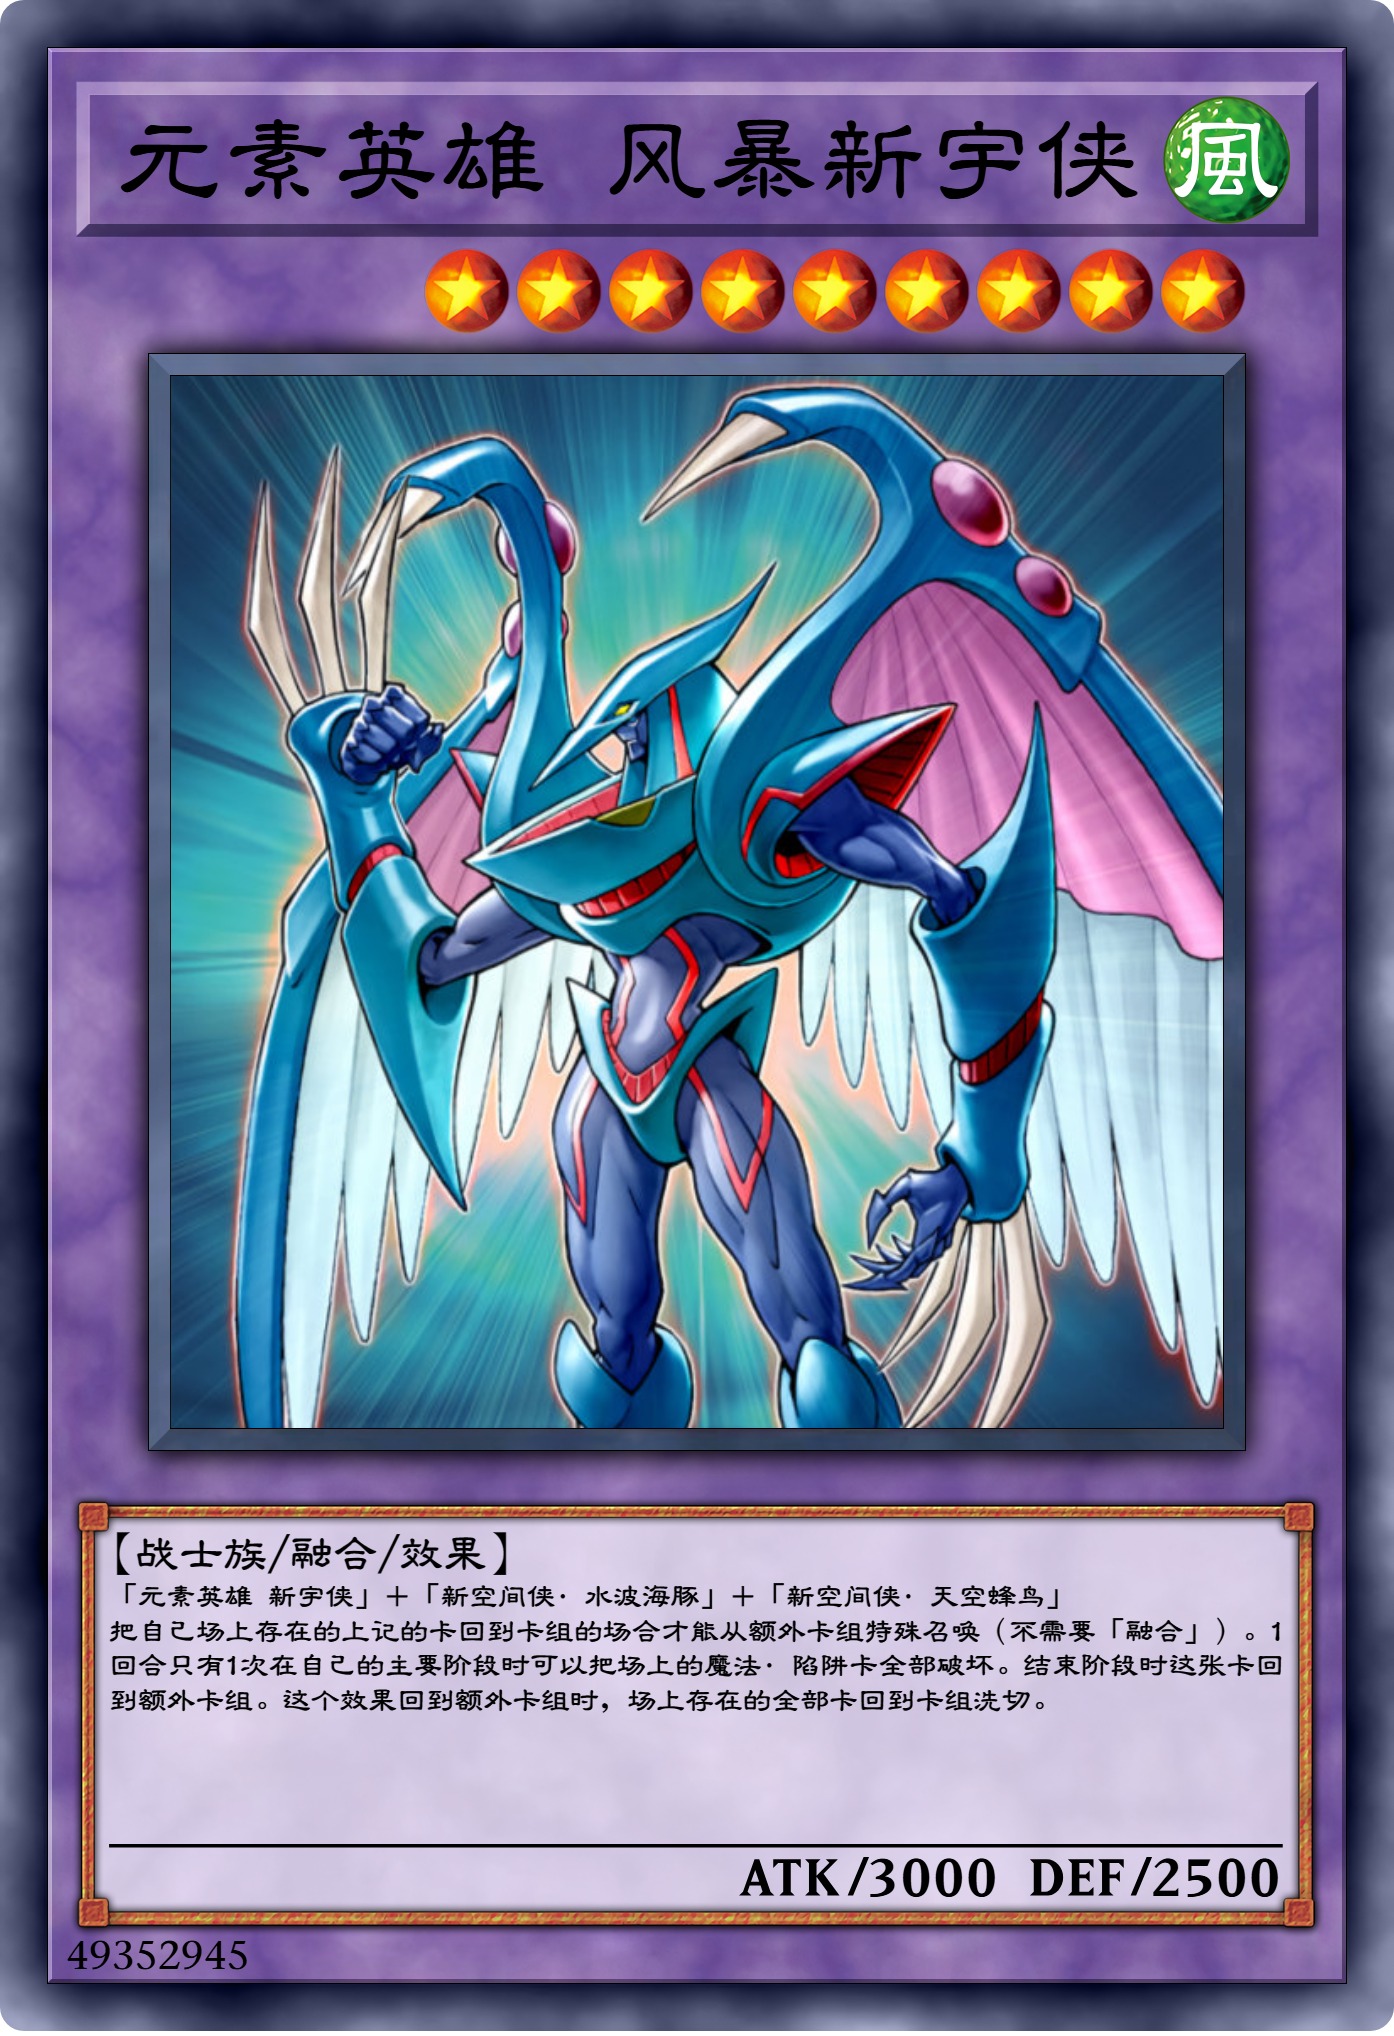 元素英雄 风暴新宇侠 風
【战士族/融合/效果】
「元素英雄 新宇侠」＋「新空间侠·水波海豚」＋「新空间侠·天空蜂鸟」
把自己场上存在的上记的卡回到卡组的场合才能从额外卡组特殊召唤（不需要「融合」）。1
回合只有1次在自己的主要阶段时可以把场上的魔法·陷阱卡全部破坏。结束阶段时这张卡回
到额外卡组。这个效果回到额外卡组时，场上存在的全部卡回到卡组洗切。
ATK/3000 DEF/2500
49352945